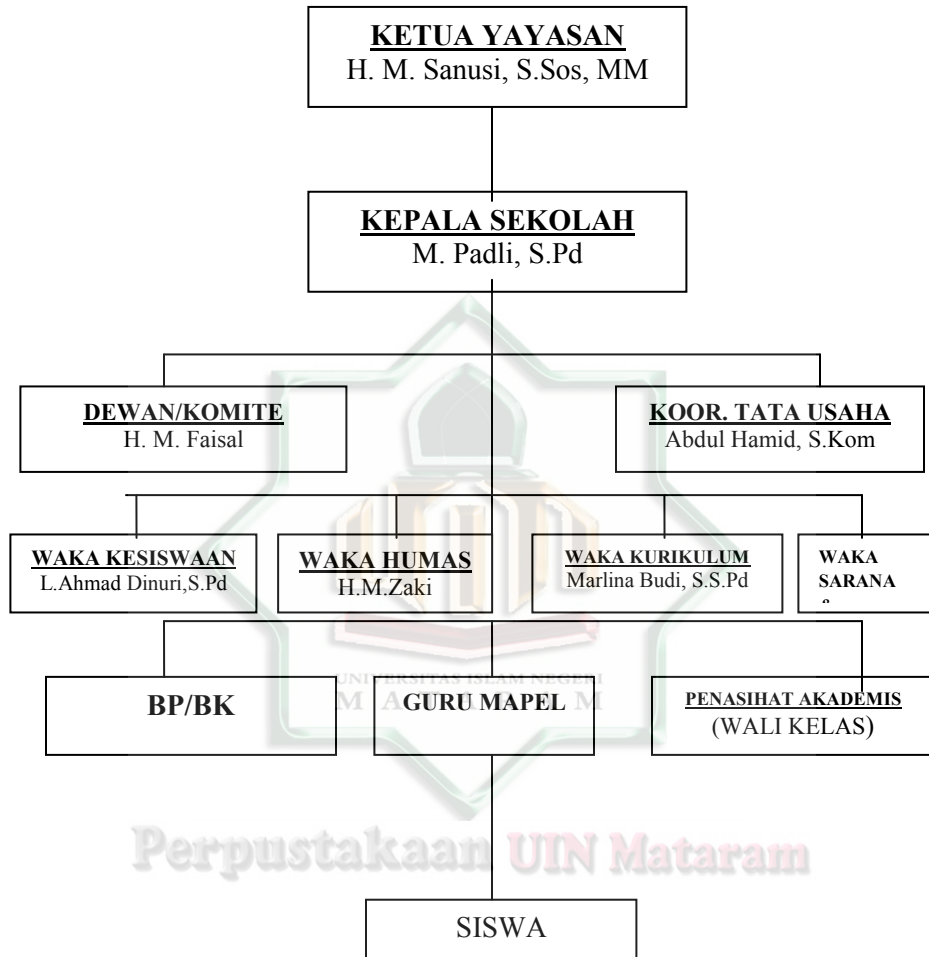 KETUA YAYASAN
H. M. Sanusi, S.Sos, MM
KEPALA SEKOLAH
M. Padli, S.Pd
DEWAN/KOMITE
H. M. Faisal
KOOR. TATA USAHA
Abdul Hamid, S.Kom
WAKA KESISWAAN
L.Ahmad Dinuri,S.Pd
WAKA HUMAS
H.M.Zaki
WAKA KURIKULUM
Marlina Budi, S.S.Pd
WAKA
SARANA
BP/BK
GURU MAPEL
PENASIHAT AKADEMIS
(WALI KELAS)
UNIVERSITAS ISLAM NEGERI
MATARAM
Perpustakaan UIN Mataram
SISWA